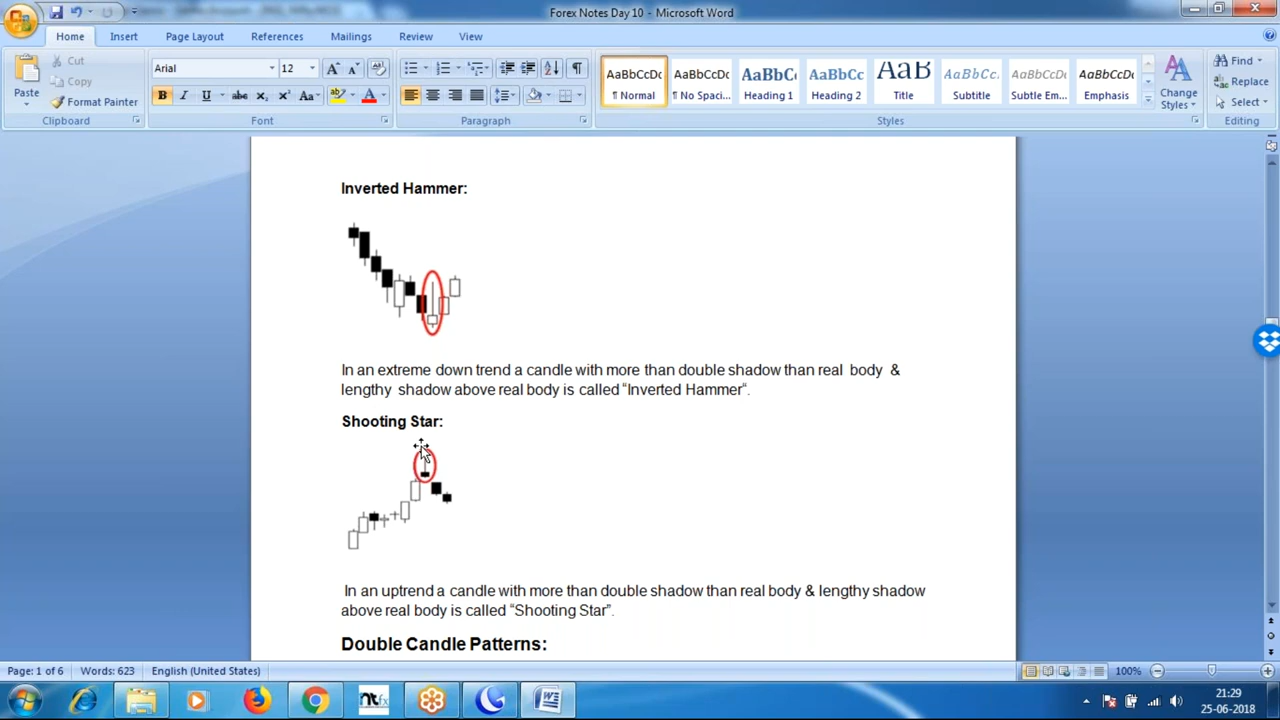 Forex Notes Day 10 - Microsoft Word
Home Insert Page Layout References Mailings Review View
Paste
Cut
Copy
Format Painter
Clipboard
Arial 12
Font
Paragraph
AaBbCcDc AaBbCcDc AaBbC AaBbCc AaB AaBbCc. AaBbCcDc AaBbCcDc
¶ Normal ¶ No Spaci... Heading 1 Heading 2 Title Subtitle Subtle Em... Emphasis
Change Styles
Styles
Find
Replace
Select
Editing
Inverted Hammer:
In an extreme down trend a candle with more than double shadow than real body &
lengthy shadow above real body is called “Inverted Hammer“.
Shooting Star:
In an uptrend a candle with more than double shadow than real body & lengthy shadow
above real body is called “Shooting Star”.
Double Candle Patterns:
Page: 1 of 6 Words: 623 English (United States) 100%
ntfx
21:29
25-06-2018